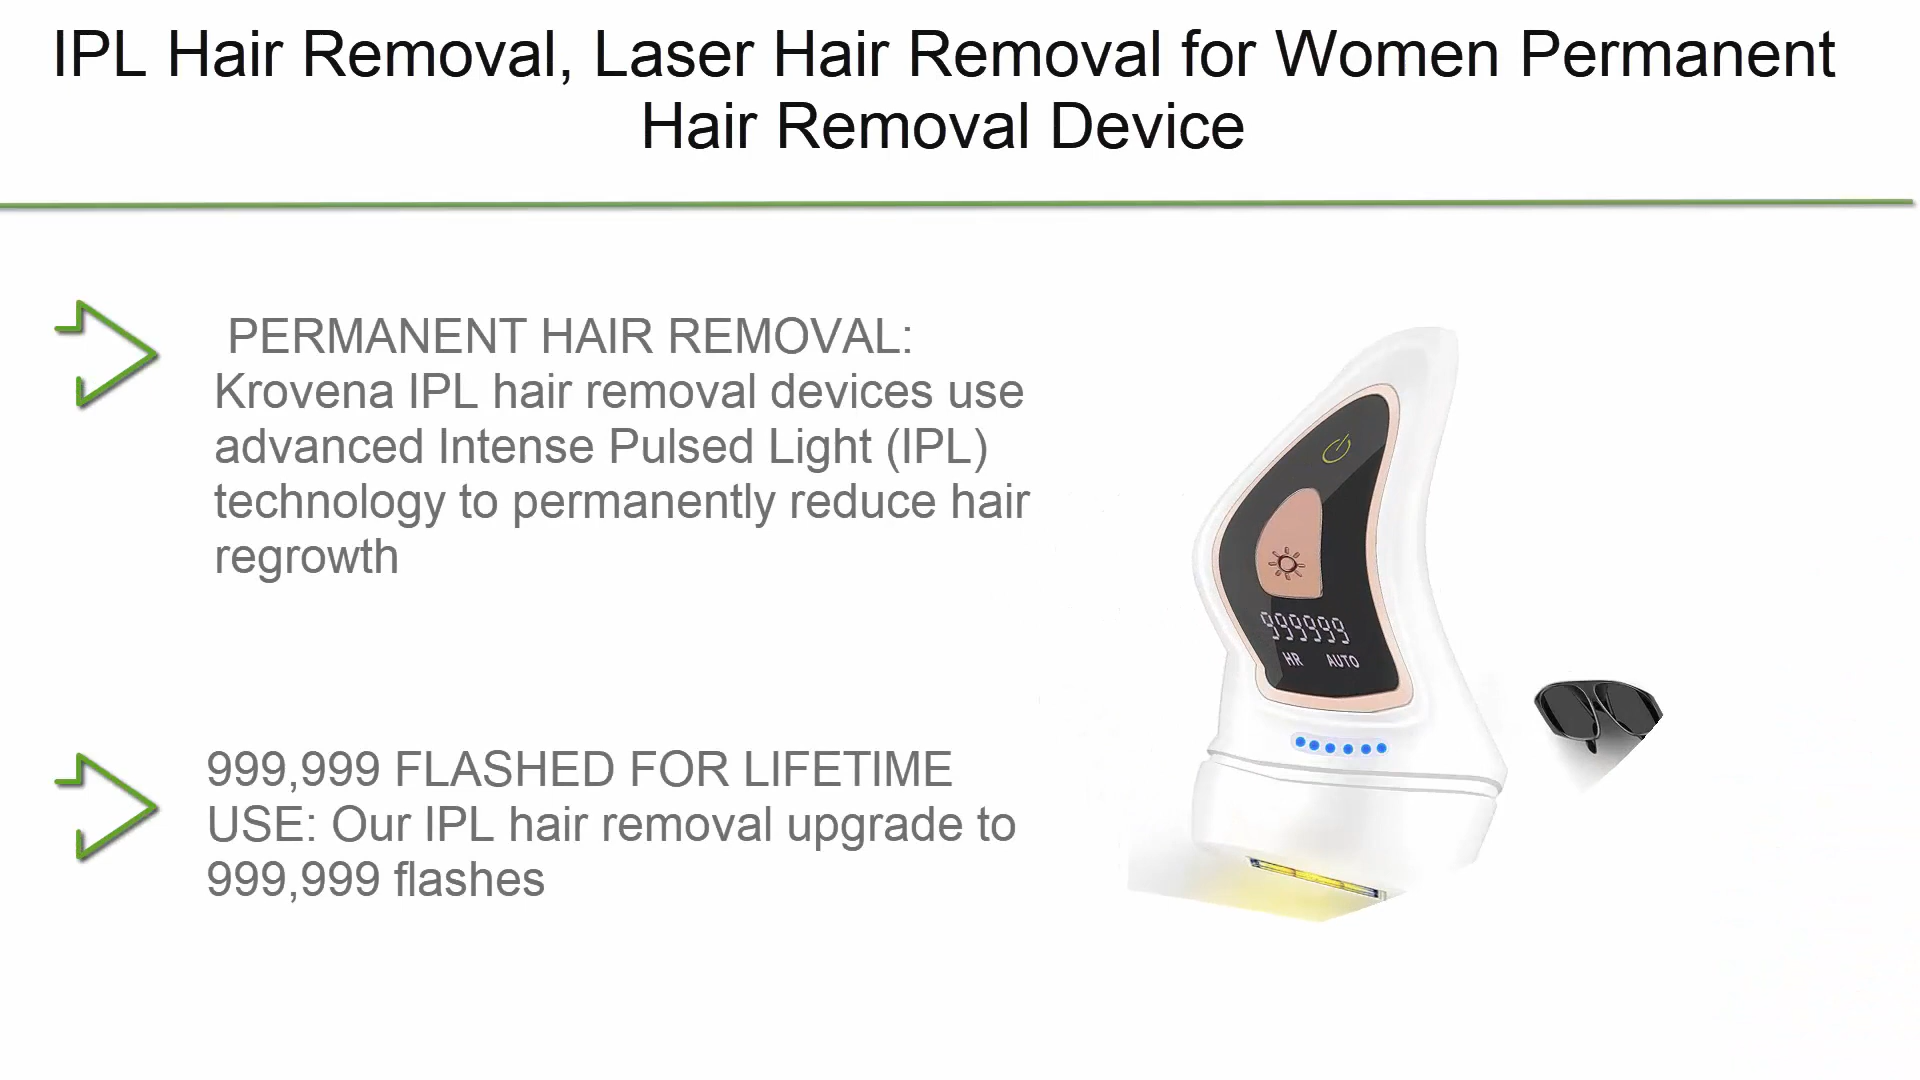 IPL Hair Removal, Laser Hair Removal for Women Permanent
Hair Removal Device
PERMANENT HAIR REMOVAL:
Krovena IPL hair removal devices use
advanced Intense Pulsed Light (IPL)
technology to permanently reduce hair
regrowth
999,999 FLASHED FOR LIFETIME
USE: Our IPL hair removal upgrade to
999,999 flashes
999999
HR AUTO